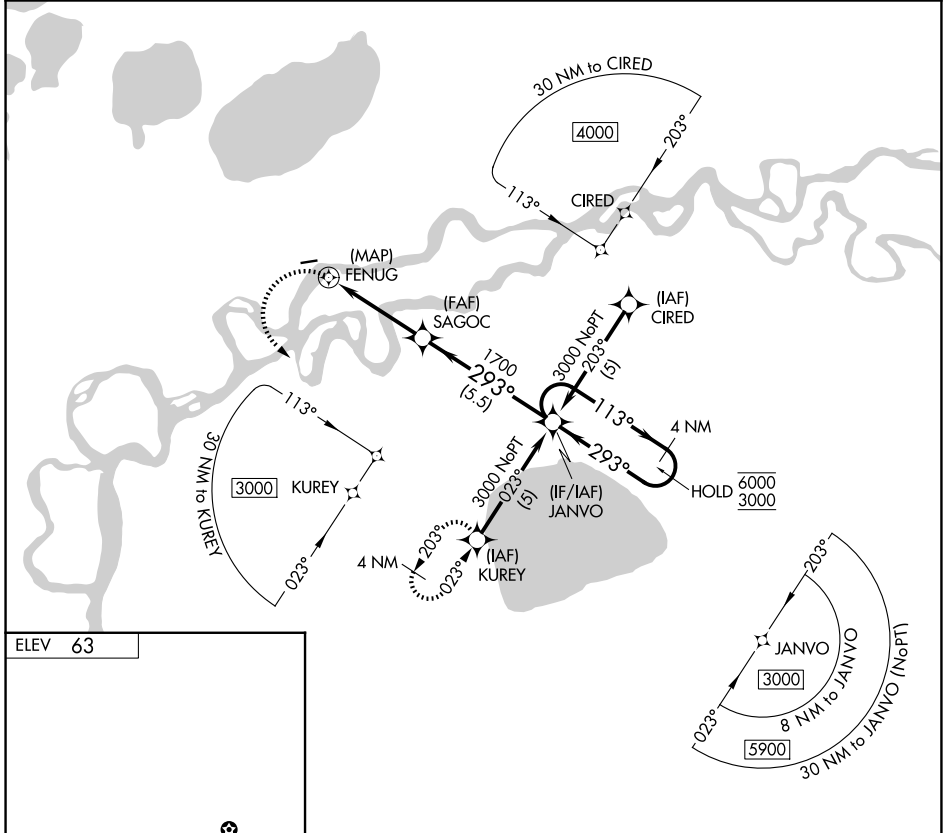 30 NM to CIRED
4000
203°
113°
CIRED
(MAP)
FENUG
(FAF)
SAGOC
(IAF)
CIRED
3000 NoPT
203°
(5)
1700
293°
(5.5)
113°
4 NM
293°
HOLD 6000
3000
(IF/IAF)
JANVO
3000 NoPT
023°
(5)
(IAF)
KUREY
4 NM
203°
023°
113°
30 NM to KUREY
3000
KUREY
023°
203°
JANVO
3000
8 NM to JANVO
023°
5900
30 NM to JANVO (NoPT)
ELEV 63